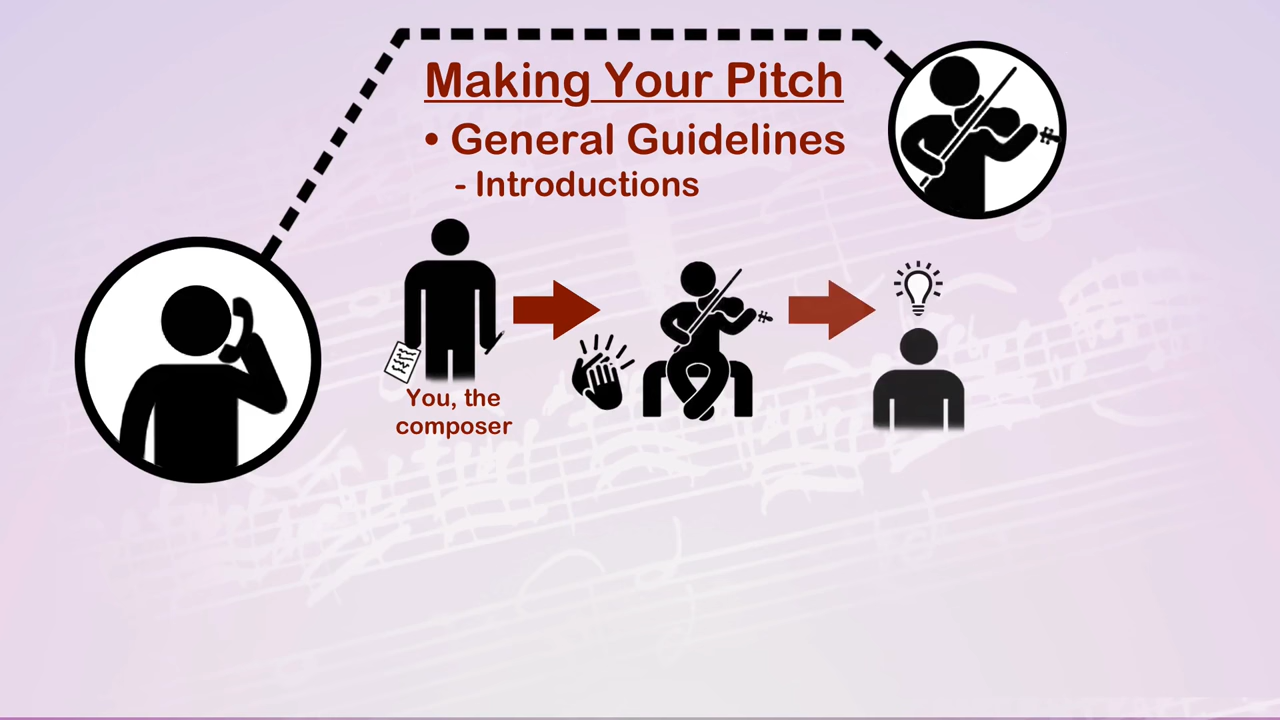 Making Your Pitch
• General Guidelines
- Introductions
You, the
composer